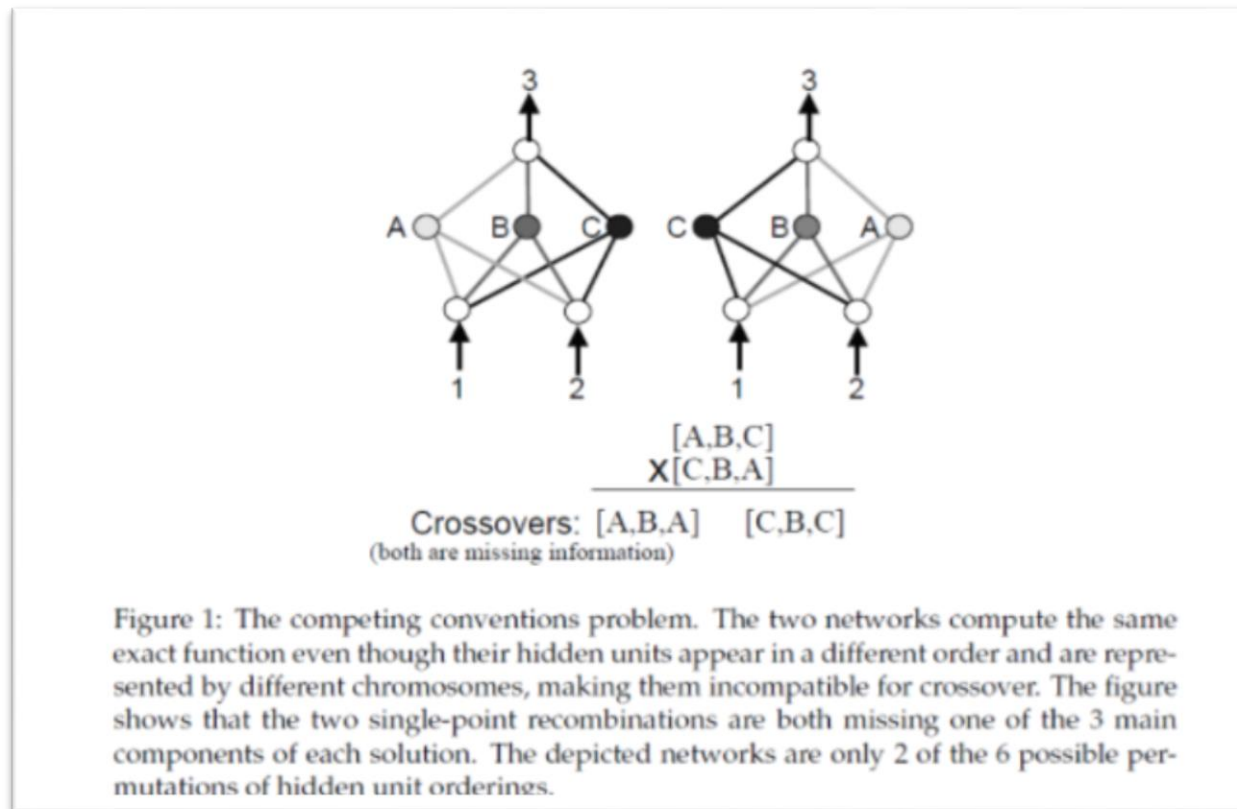 3 3
A B C C B A
1 2 1 2
[A,B,C]
X[C,B,A]
Crossovers: [A,B,A] [C,B,C]
(both are missing information)
Figure 1: The competing conventions problem. The two networks compute the same
exact function even though their hidden units appear in a different order and are repre-
sented by different chromosomes, making them incompatible for crossover. The figure
shows that the two single-point recombinations are both missing one of the 3 main
components of each solution. The depicted networks are only 2 of the 6 possible per-
mutations of hidden unit orderings.